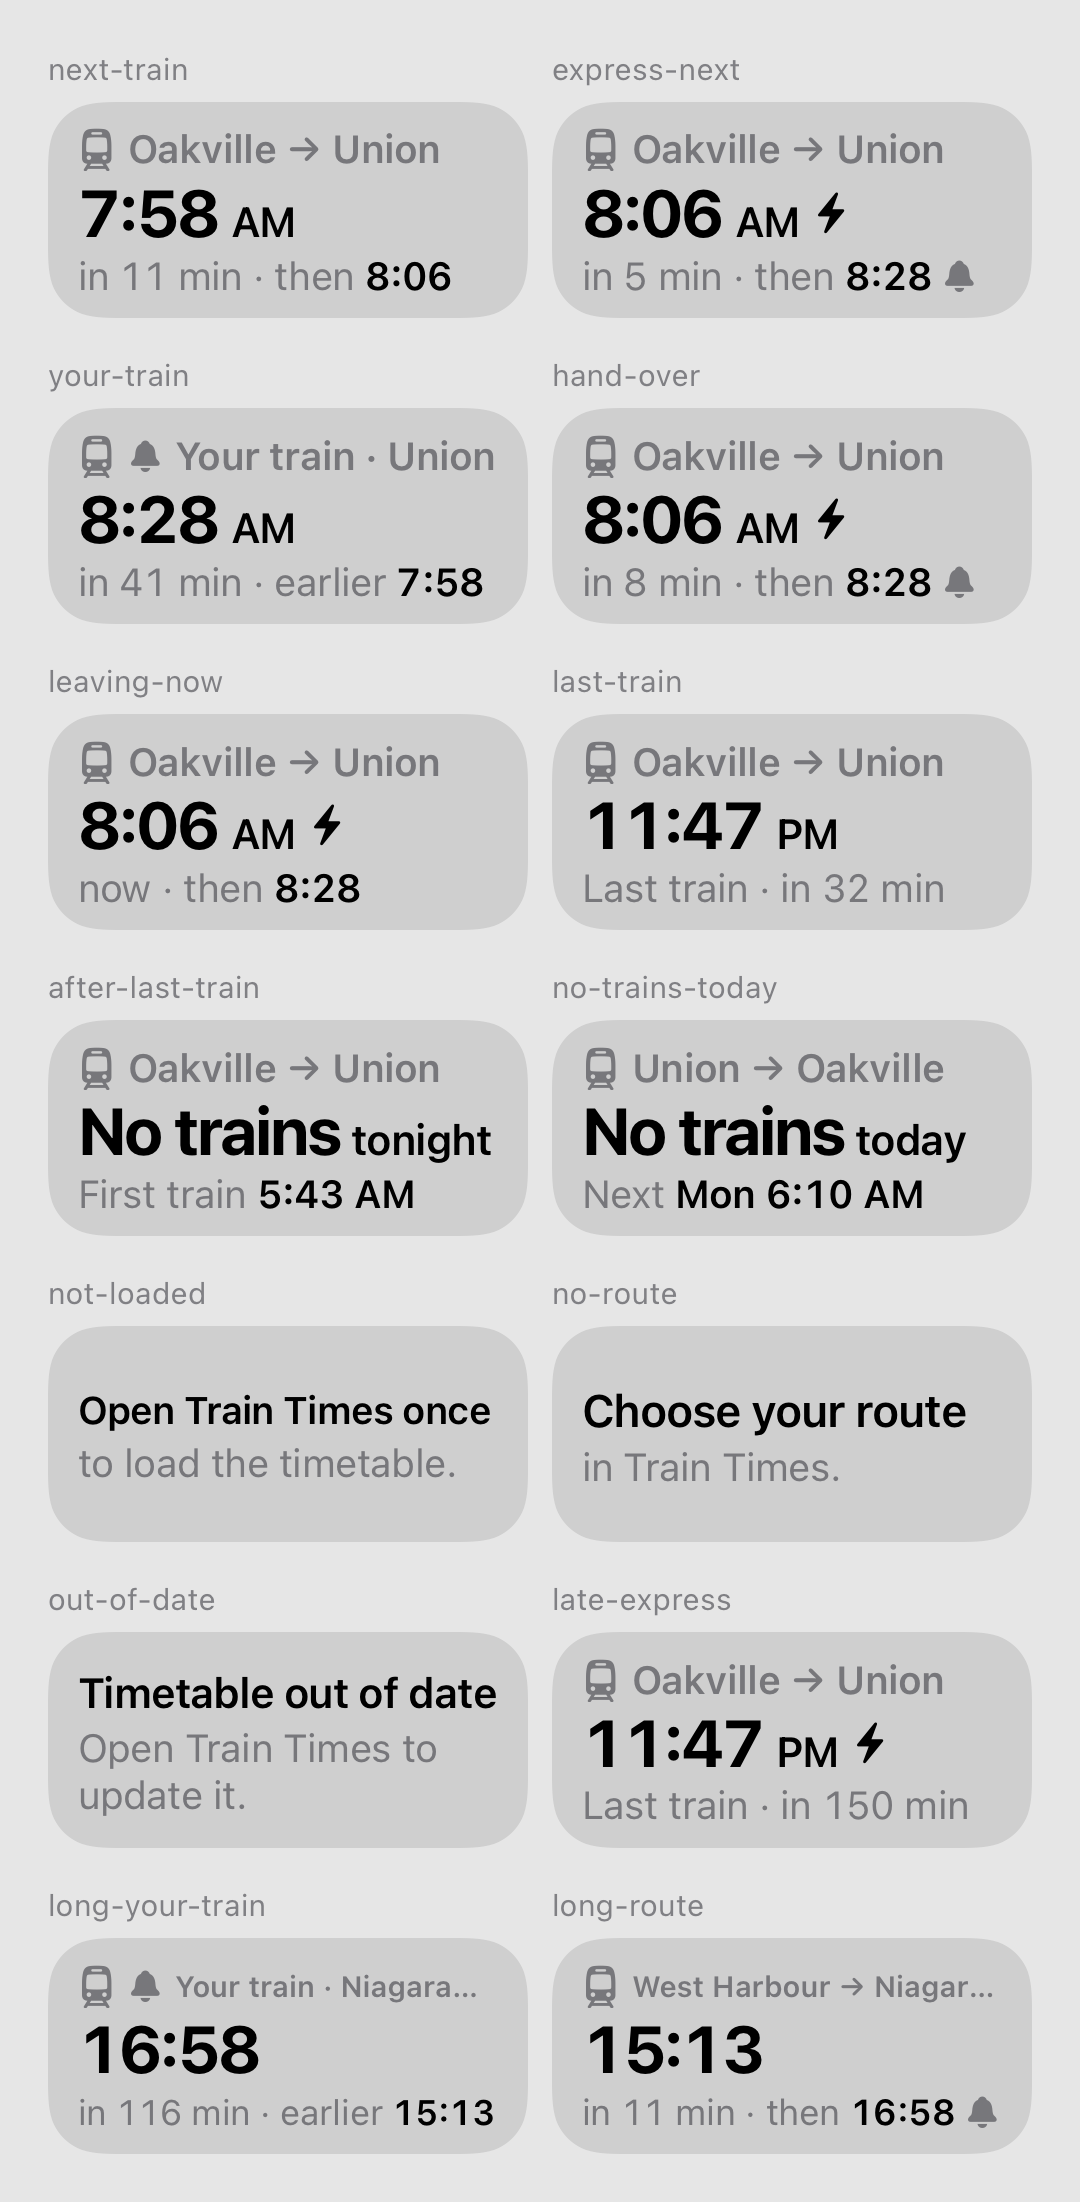 next-train
Oakville → Union
7:58 AM
in 11 min · then 8:06
express-next
Oakville → Union
8:06 AM
in 5 min · then 8:28
your-train
Your train · Union
8:28 AM
in 41 min · earlier 7:58
hand-over
Oakville → Union
8:06 AM
in 8 min · then 8:28
leaving-now
Oakville → Union
8:06 AM
now · then 8:28
last-train
Oakville → Union
11:47 PM
Last train · in 32 min
after-last-train
Oakville → Union
No trains tonight
First train 5:43 AM
no-trains-today
Union → Oakville
No trains today
Next Mon 6:10 AM
not-loaded
Open Train Times once
to load the timetable.
no-route
Choose your route
in Train Times.
out-of-date
Timetable out of date
Open Train Times to
update it.
late-express
Oakville → Union
11:47 PM
Last train · in 150 min
long-your-train
Your train · Niagara...
16:58
in 116 min · earlier 15:13
long-route
West Harbour → Niagar...
15:13
in 11 min · then 16:58